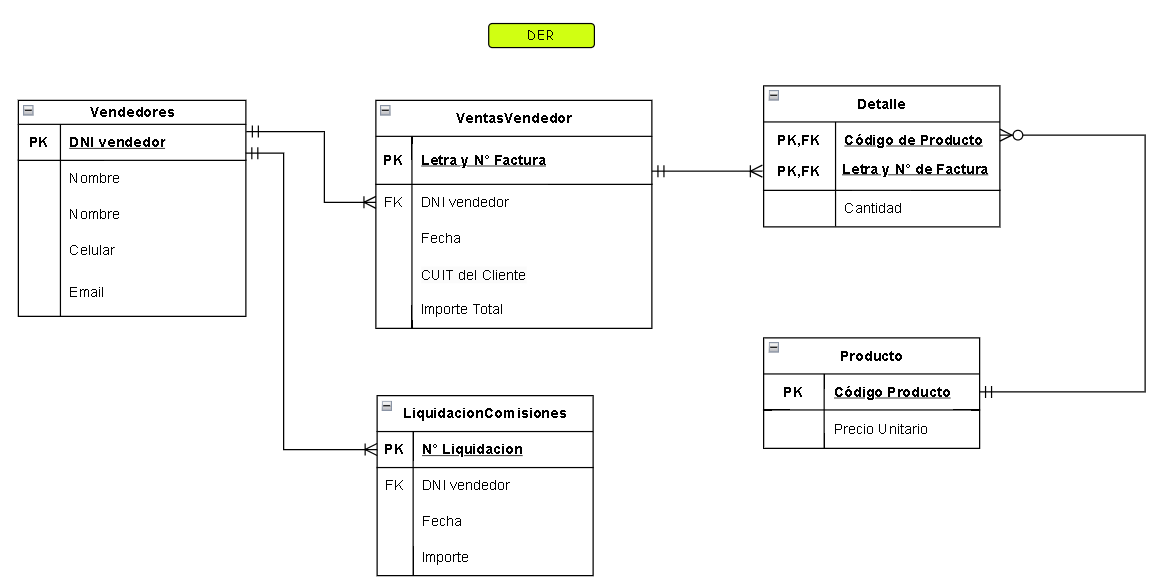 DER
Vendedores
PK DNI vendedor
Nombre
Nombre
Celular
Email
VentasVendedor
PK Letra y N° Factura
FK DNI vendedor
Fecha
CUIT del Cliente
Importe Total
Detalle
PK,FK Código de Producto
PK,FK Letra y N° de Factura
Cantidad
LiquidacionComisiones
PK N° Liquidacion
FK DNI vendedor
Fecha
Importe
Producto
PK Código Producto
Precio Unitario